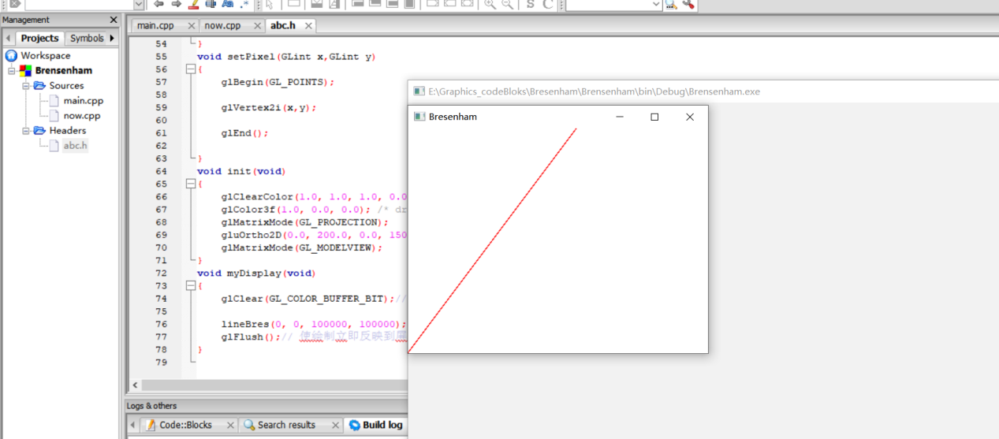 Management
Projects Symbols
Workspace
Brensenham
Sources
main.cpp
now.cpp
Headers
abc.h
main.cpp now.cpp abc.h
54 }
55 void setPixel(GLint x,GLint y)
56 {
57 glBegin(GL_POINTS);
58
59 glVertex2i(x,y);
60
61 glEnd();
62
63 }
64 void init(void)
65 {
66 glClearColor(1.0, 1.0, 1.0, 0.0
67 glColor3f(1.0, 0.0, 0.0); /* dr
68 glMatrixMode(GL_PROJECTION);
69 gluOrtho2D(0.0, 200.0, 0.0, 150
70 glMatrixMode(GL_MODELVIEW);
71 }
72 void myDisplay(void)
73 {
74 glClear(GL_COLOR_BUFFER_BIT);//
75
76 lineBres(0, 0, 100000, 100000);
77 glFlush();// 使绘制立即反映到屏
78 }
79
E:\Graphics_codeBloks\Bresenham\Brensenham\bin\Debug\Brensenham.exe
Bresenham
Logs & others
Code::Blocks Search results Build log